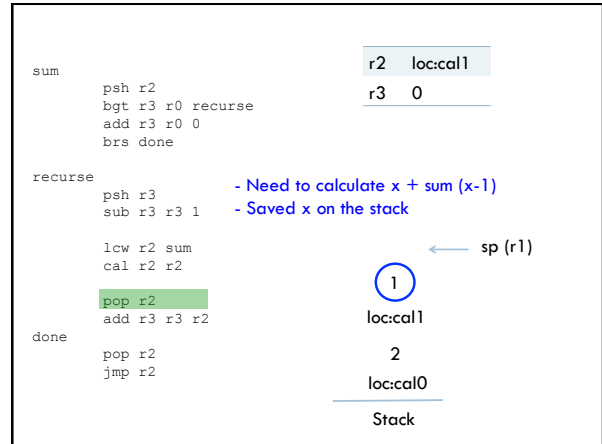 sum
psh r2
bgt r3 r0 recurse
add r3 r0 0
brs done
recurse
psh r3
sub r3 r3 1
lcw r2 sum
cal r2 r2
pop r2
add r3 r3 r2
done
pop r2
jmp r2
r2 loc:cal1
r3 0
- Need to calculate x + sum (x-1)
- Saved x on the stack
sp (r1)
1
loc:cal1
2
loc:cal0
Stack